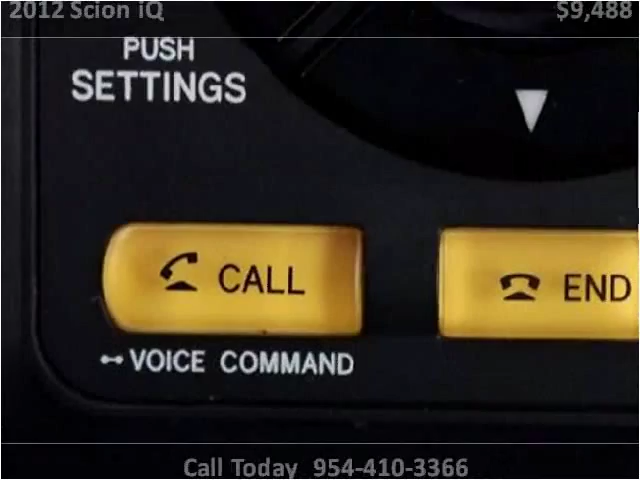 2012 Scion iQ
$9,488
PUSH
SETTINGS
CALL
END
VOICE COMMAND
Call Today 954-410-3366